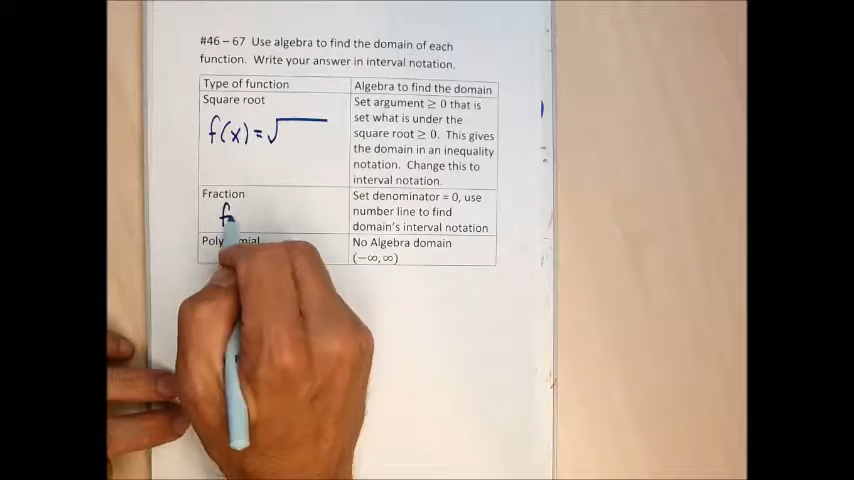 #46 – 67 Use algebra to find the domain of each
function. Write your answer in interval notation.
Type of function
Algebra to find the domain
Square root
f(x) = √
Set argument ≥ 0 that is
set what is under the
square root ≥ 0. This gives
the domain in an inequality
notation. Change this to
interval notation.
Fraction
f
Set denominator = 0, use
number line to find
domain's interval notation
No Algebra domain
(−∞, ∞)